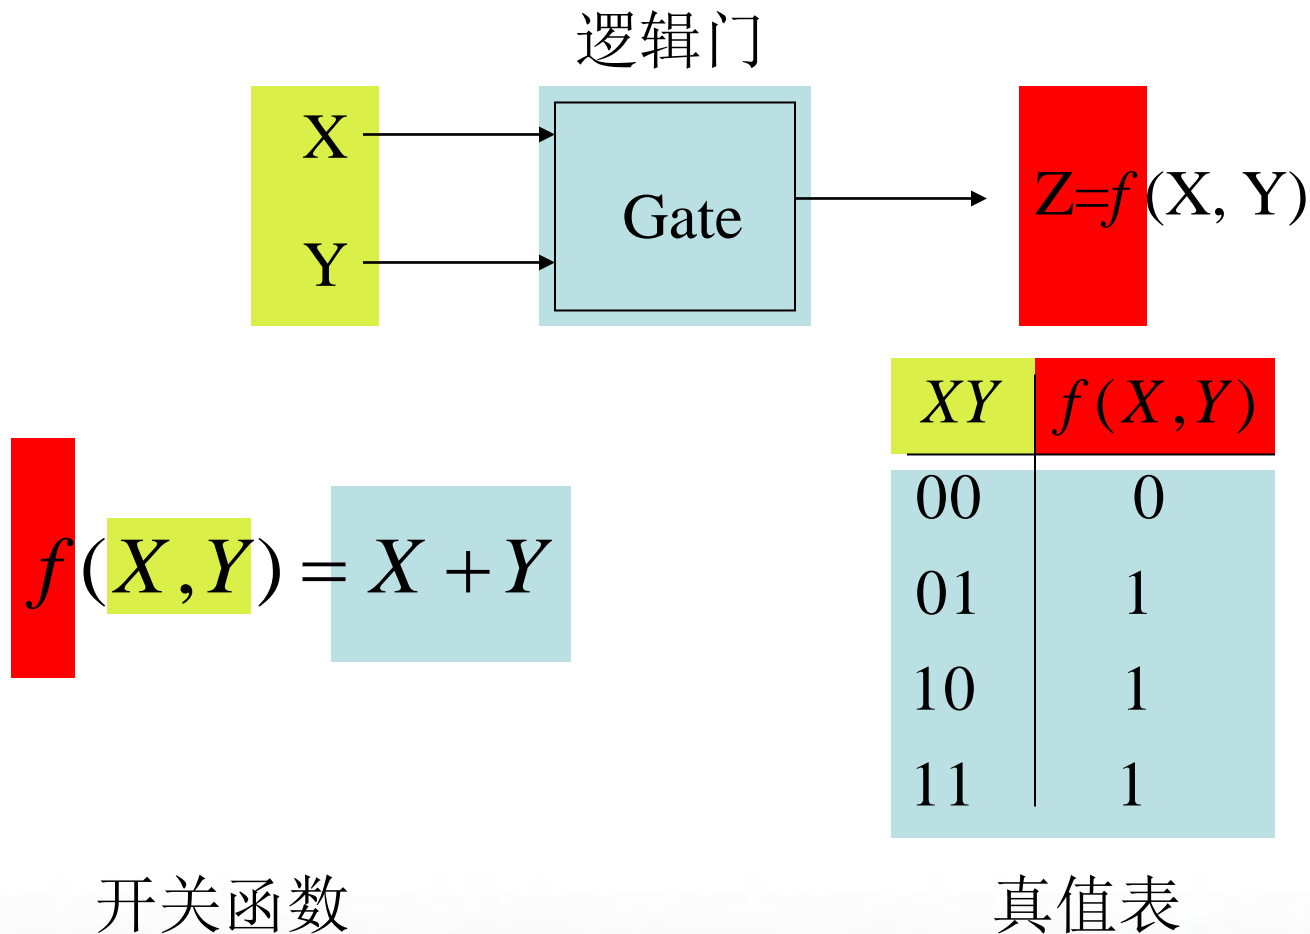 逻辑门
X
Y
Gate
Z=f(X, Y)
XY f(X,Y)
00 0
01 1
10 1
11 1
f(X,Y)=X+Y
开关函数
真值表